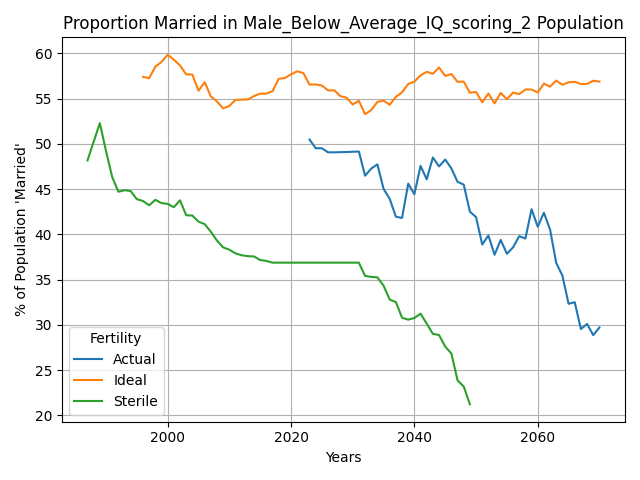 Proportion Married in Male_Below_Average_IQ_scoring_2 Population
% of Population 'Married'
60
55
50
45
40
35
30
25
20
Fertility
Actual
Ideal
Sterile
2000 2020 2040 2060
Years